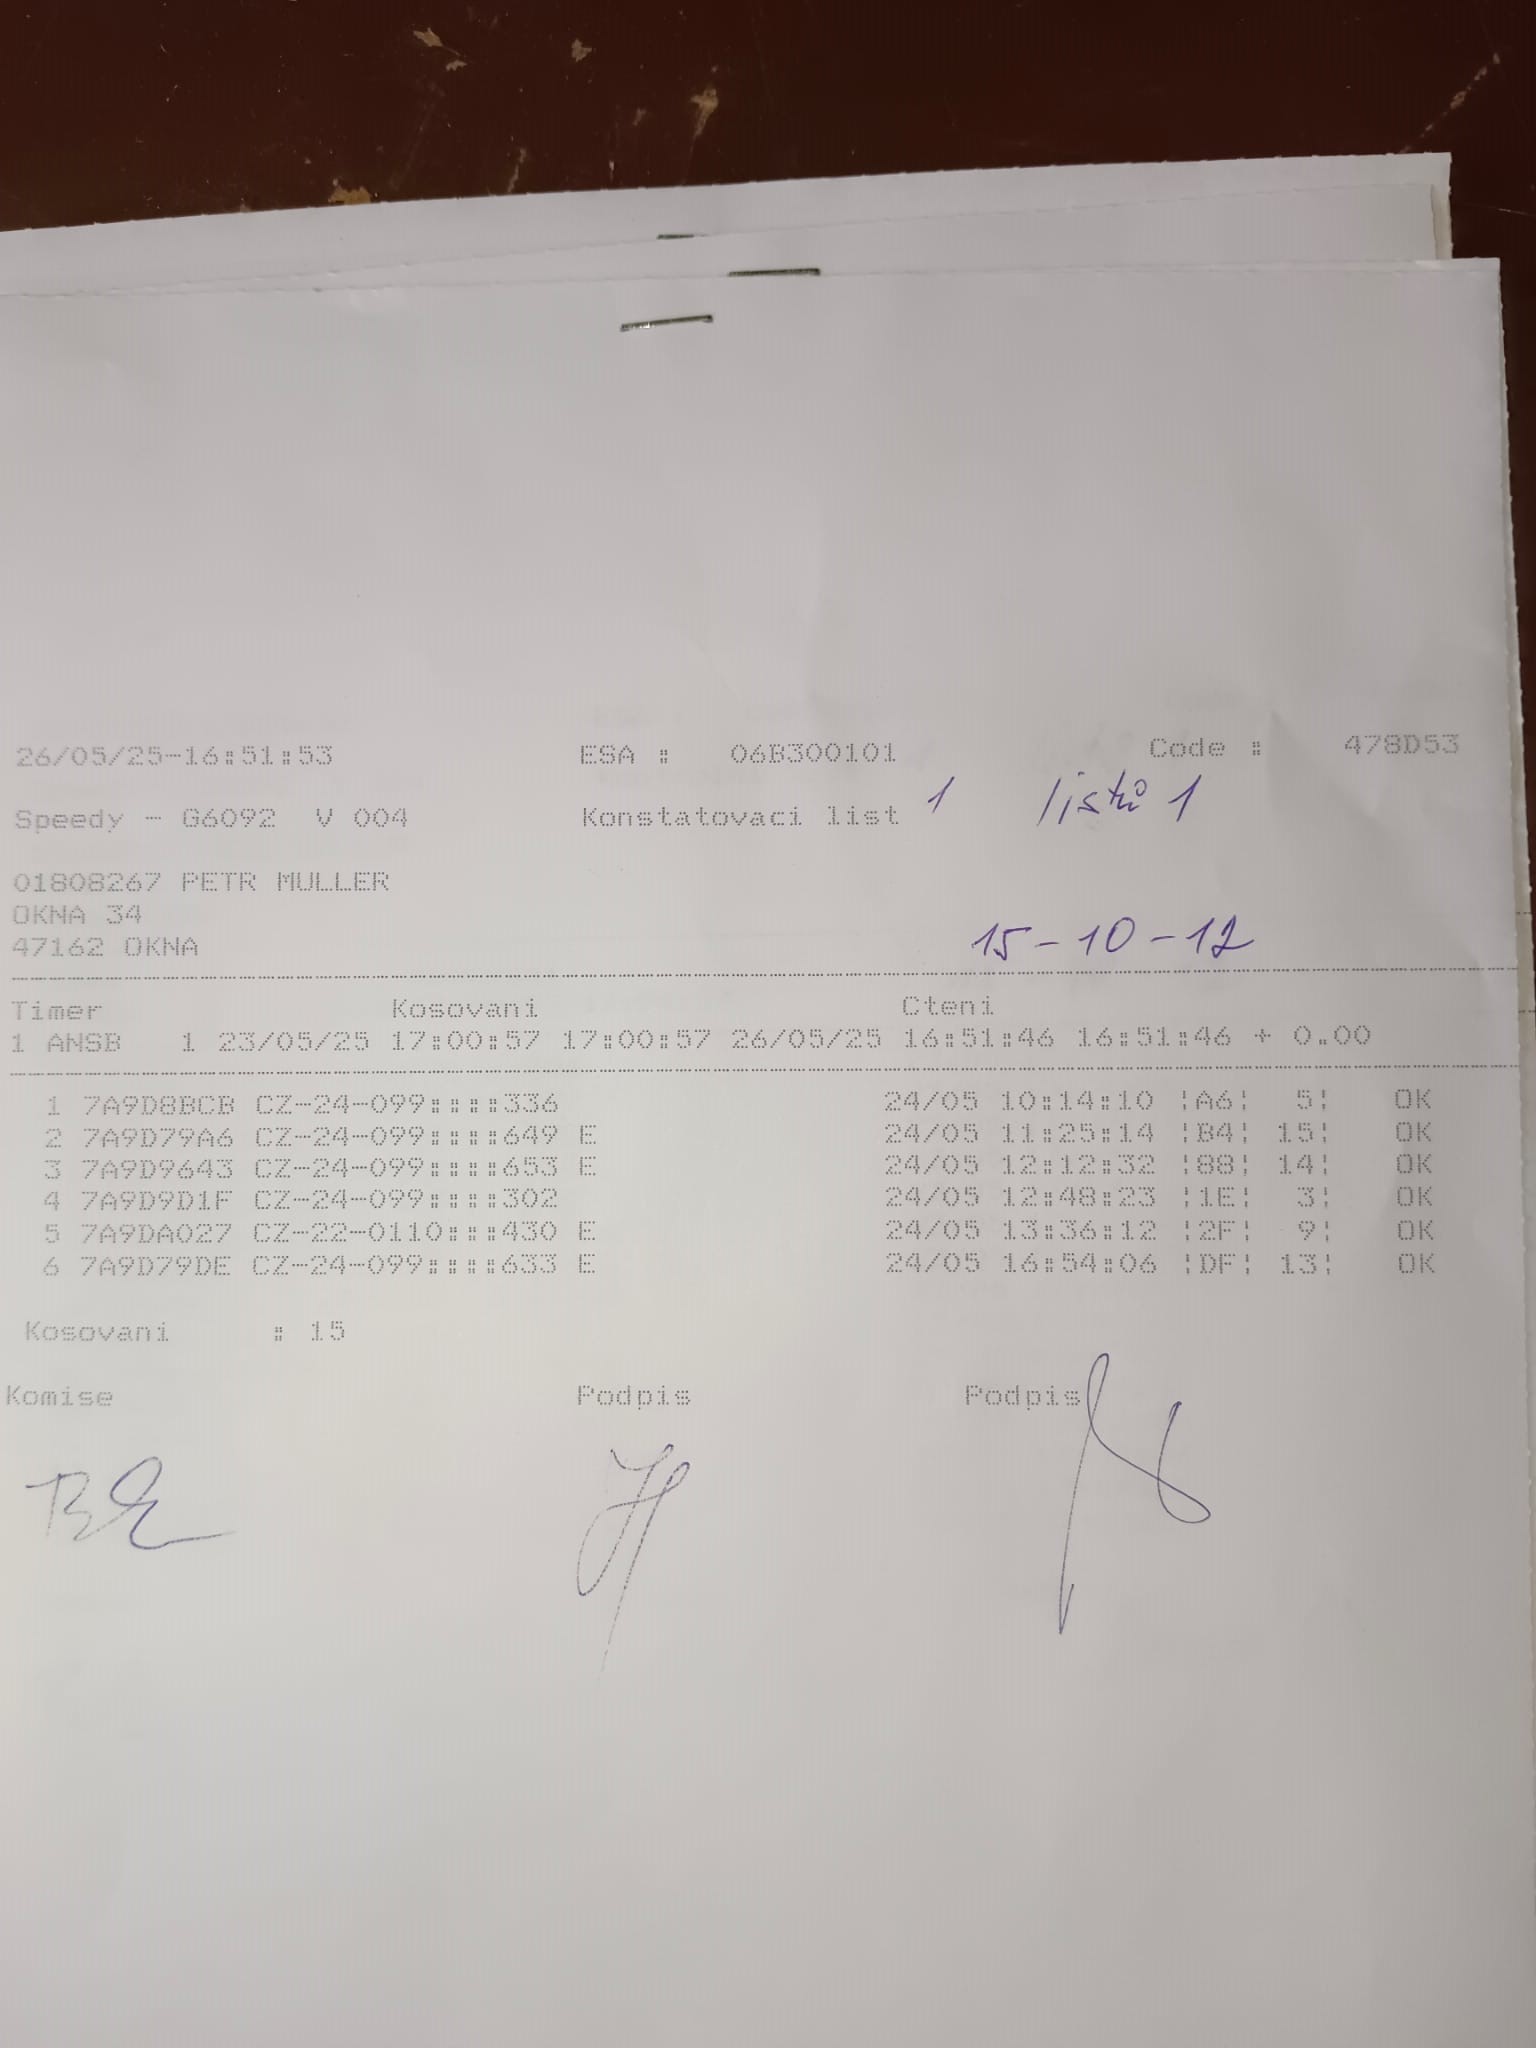 26/05/25-16:51:53 ESA : 06B300101 Code : 478D53
Speedy - G6092 V 004 Konstatovaci list 1 listů 1
01808267 PETR MULLER
OKNA 34
47162 OKNA 15-10-12
Timer Kosovani Cteni
1 ANSB 1 23/05/25 17:00:57 17:00:57 26/05/25 16:51:46 16:51:46 + 0.00
1 7A9D8BCB CZ-24-099::::336 24/05 10:14:10 ¦A6¦ 5¦ OK
2 7A9D79A6 CZ-24-099::::649 E 24/05 11:25:14 ¦B4¦ 15¦ OK
3 7A9D9643 CZ-24-099::::653 E 24/05 12:12:32 ¦88¦ 14¦ OK
4 7A9D9D1F CZ-24-099::::302 24/05 12:48:23 ¦1E¦ 3¦ OK
5 7A9DA027 CZ-22-0110:::430 E 24/05 13:36:12 ¦2F¦ 9¦ OK
6 7A9D79DE CZ-24-099::::633 E 24/05 16:54:06 ¦DF¦ 13¦ OK
Kosovani : 15
Komise Podpis Podpis